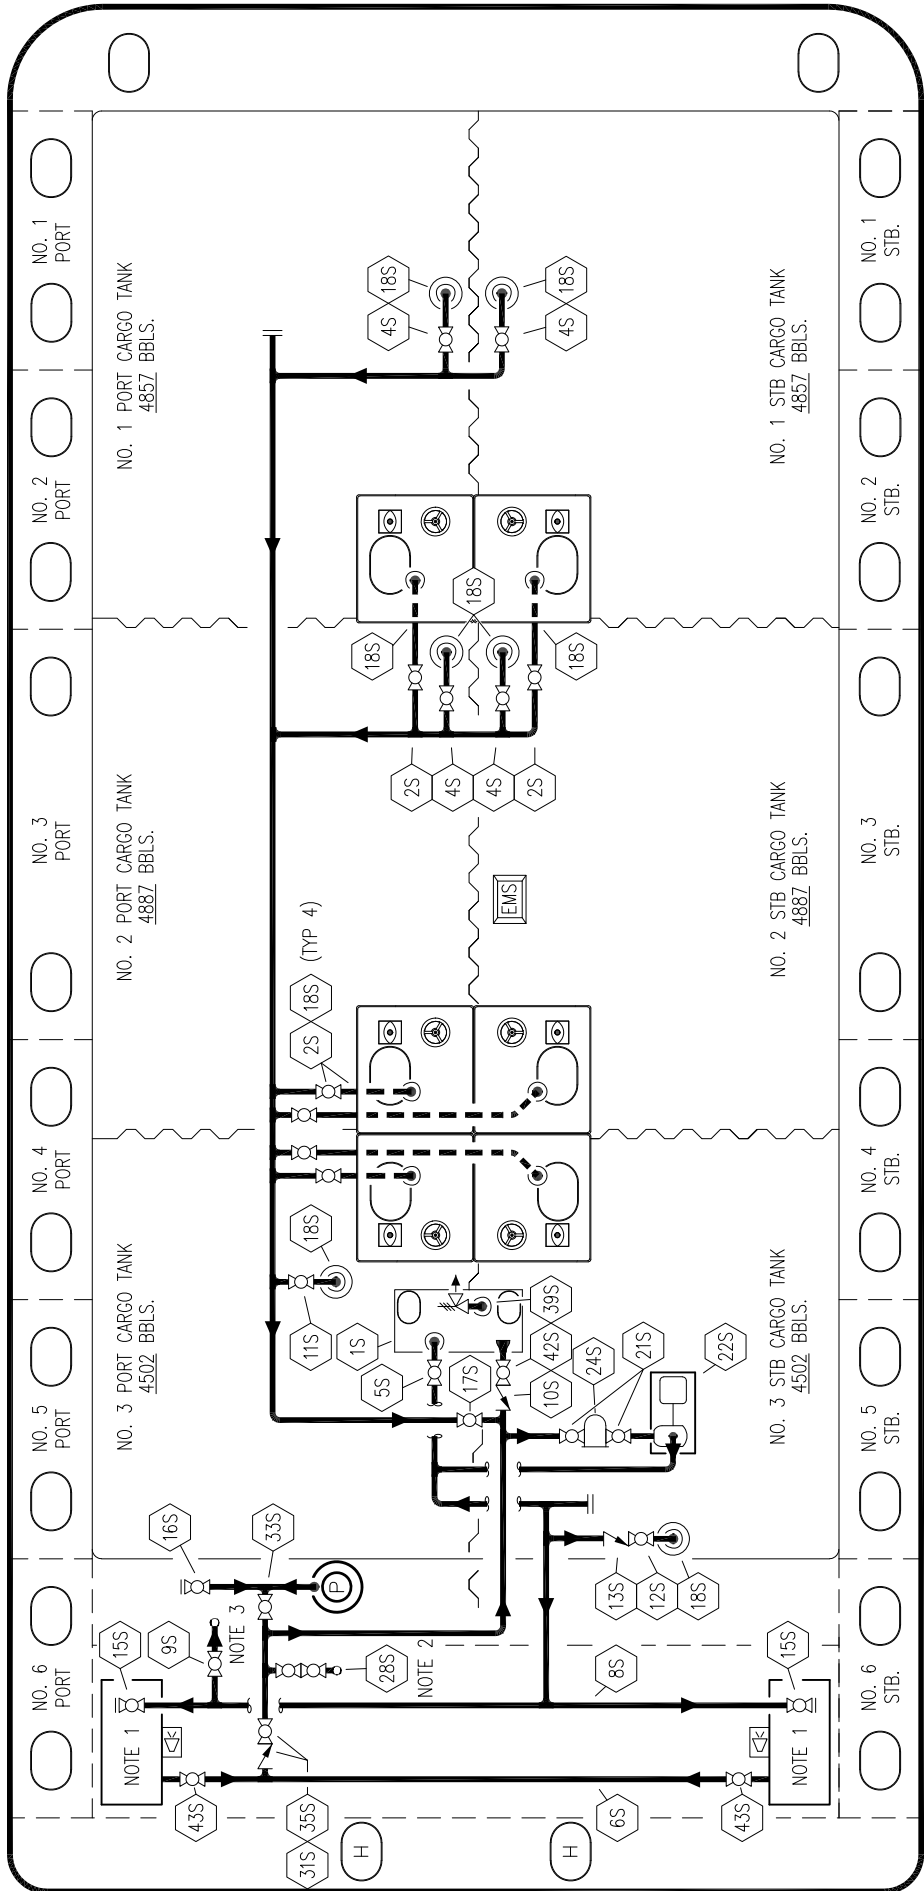 NO. 6
PORT
NO. 5
PORT
NO. 4
PORT
NO. 3
PORT
NO. 2
PORT
NO. 1
PORT
NO. 3 PORT CARGO TANK
4502 BBLS.
NO. 2 PORT CARGO TANK
4887 BBLS.
NO. 1 PORT CARGO TANK
4857 BBLS.
NOTE 1
15S
9S
16S
43S
NOTE 3
33S
P
31S
35S
28S
NOTE 2
11S
18S
2S
18S
(TYP 4)
1S
5S
17S
39S
42S
10S
24S
21S
22S
18S
18S
18S
2S
4S
4S
2S
4S
18S
4S
18S
EMS
H
H
13S
12S
18S
8S
6S
43S
15S
NOTE 1
NO. 3 STB CARGO TANK
4502 BBLS.
NO. 2 STB CARGO TANK
4887 BBLS.
NO. 1 STB CARGO TANK
4857 BBLS.
NO. 6
STB.
NO. 5
STB.
NO. 4
STB.
NO. 3
STB.
NO. 2
STB.
NO. 1
STB.